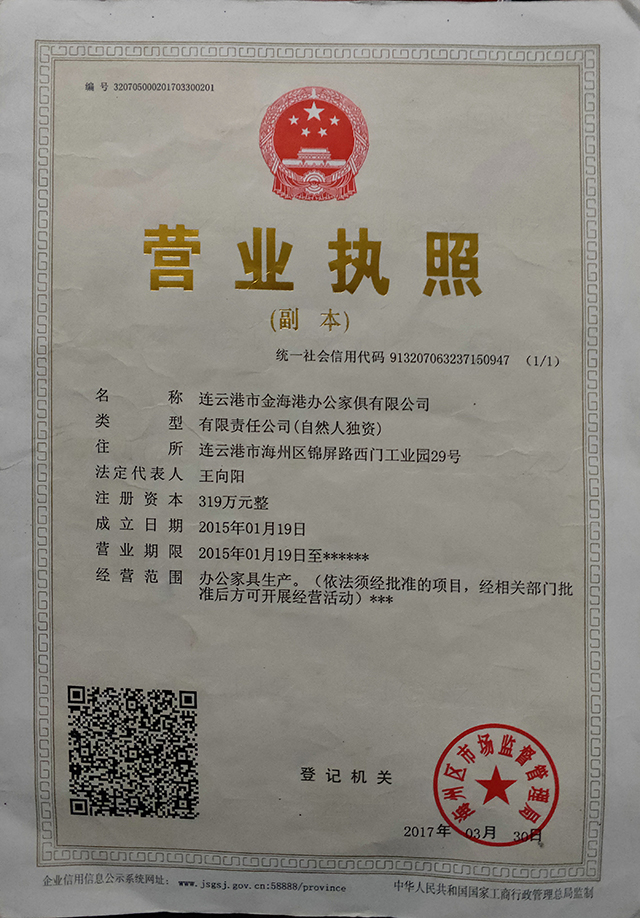 编 号 320705000201703300201
营业执照
(副 本)
统一社会信用代码 913207063237150947 (1/1)
名 称 连云港市金海港办公家俱有限公司
类 型 有限责任公司(自然人独资)
住 所 连云港市海州区锦屏路西门工业园29号
法定代表人 王向阳
注册资本 319万元整
成立日期 2015年01月19日
营业期限 2015年01月19日至******
经营范围 办公家具生产。(依法须经批准的项目,经相关部门批
准后方可开展经营活动)***
海州区市场监督管理局
登记机关
2017年 03月 30日
企业信用信息公示系统网址: www.jsgsj.gov.cn:58888/province
中华人民共和国国家工商行政管理总局监制